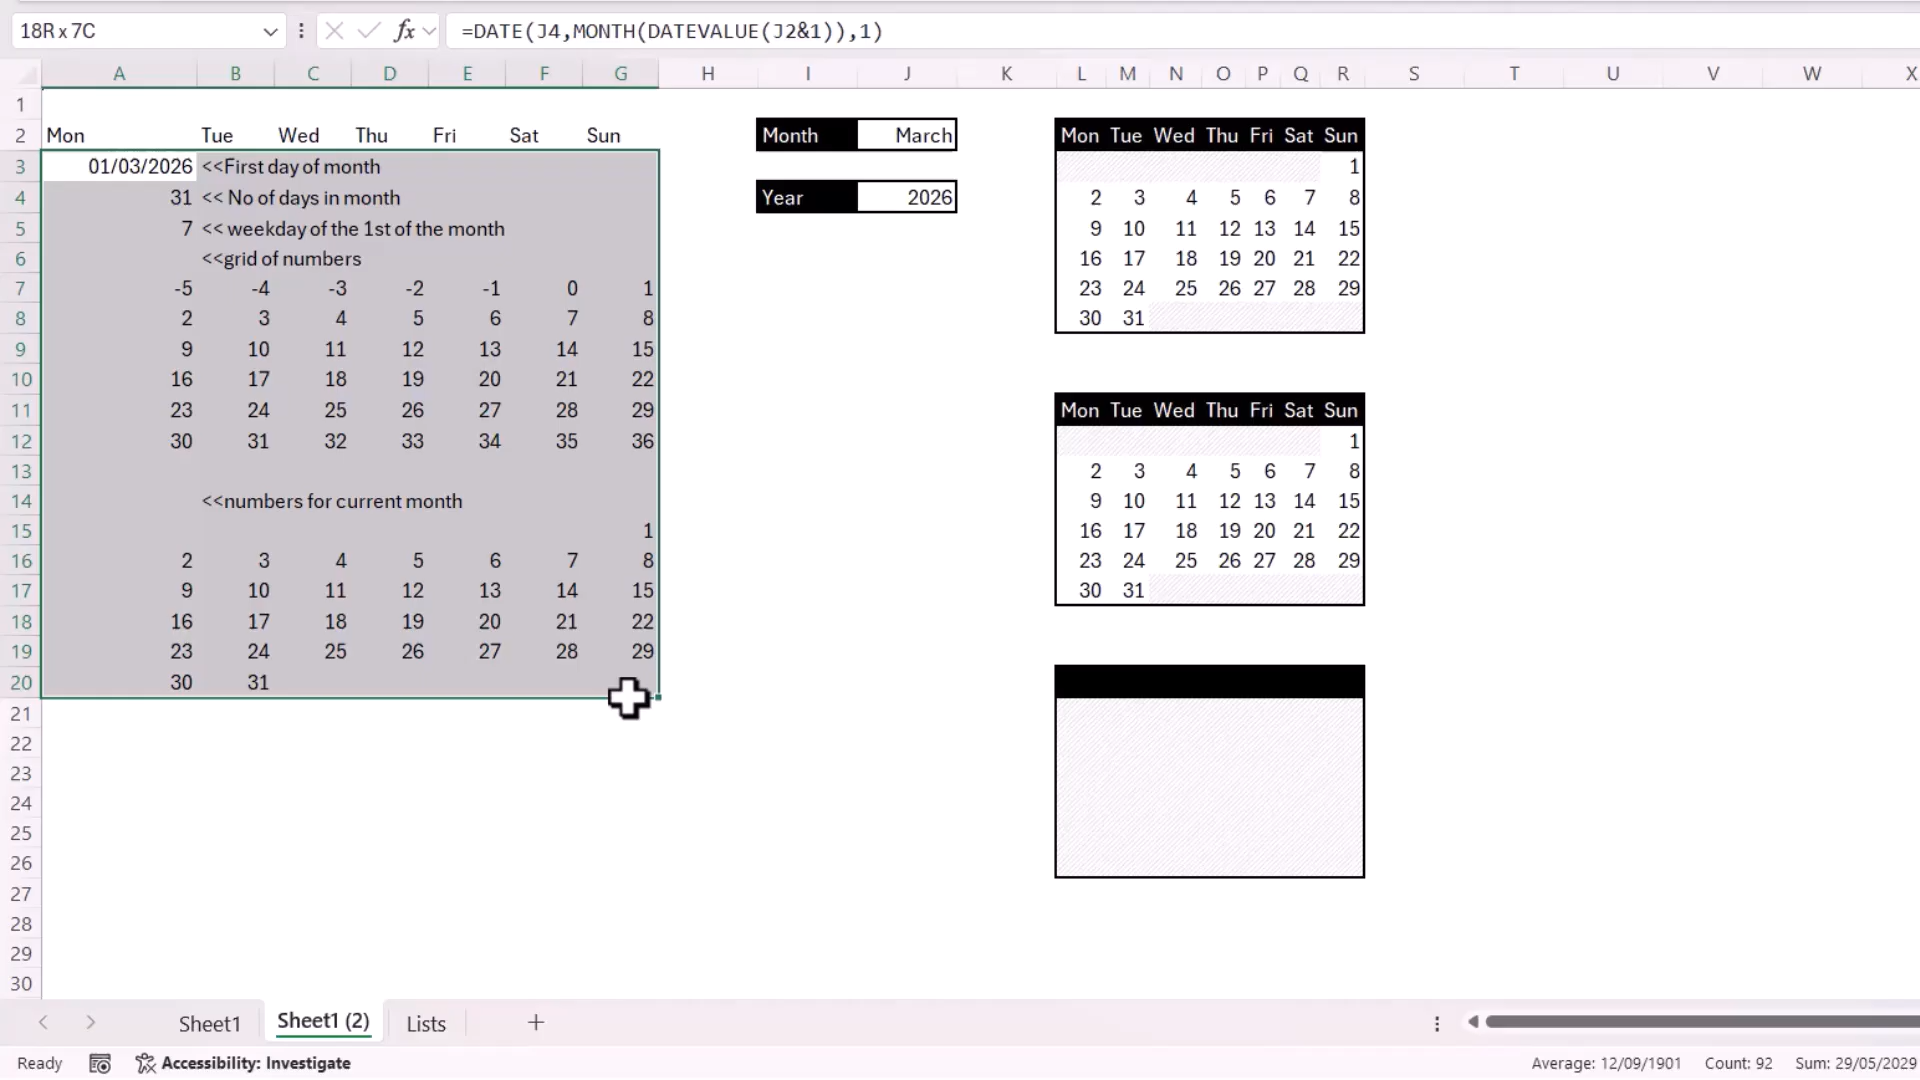 18R x 7C
fx
=DATE(J4,MONTH(DATEVALUE(J2&1)),1)
A B C D E F G H I J K L M N O P Q R S T U V W X
1
2 Mon Tue Wed Thu Fri Sat Sun Month March Mon Tue Wed Thu Fri Sat Sun
3 01/03/2026 <<First day of month 1
4 31 << No of days in month Year 2026 2 3 4 5 6 7 8
5 7 << weekday of the 1st of the month 9 10 11 12 13 14 15
6 <<grid of numbers 16 17 18 19 20 21 22
7 -5 -4 -3 -2 -1 0 1 23 24 25 26 27 28 29
8 2 3 4 5 6 7 8 30 31
9 9 10 11 12 13 14 15
10 16 17 18 19 20 21 22
11 23 24 25 26 27 28 29 Mon Tue Wed Thu Fri Sat Sun
12 30 31 32 33 34 35 36 1
13 2 3 4 5 6 7 8
14 <<numbers for current month 9 10 11 12 13 14 15
15 1 16 17 18 19 20 21 22
16 2 3 4 5 6 7 8 23 24 25 26 27 28 29
17 9 10 11 12 13 14 15 30 31
18 16 17 18 19 20 21 22
19 23 24 25 26 27 28 29
20 30 31
21
22
23
24
25
26
27
28
29
30
Sheet1 Sheet1 (2) Lists
Ready Accessibility: Investigate Average: 12/09/1901 Count: 92 Sum: 29/05/2029